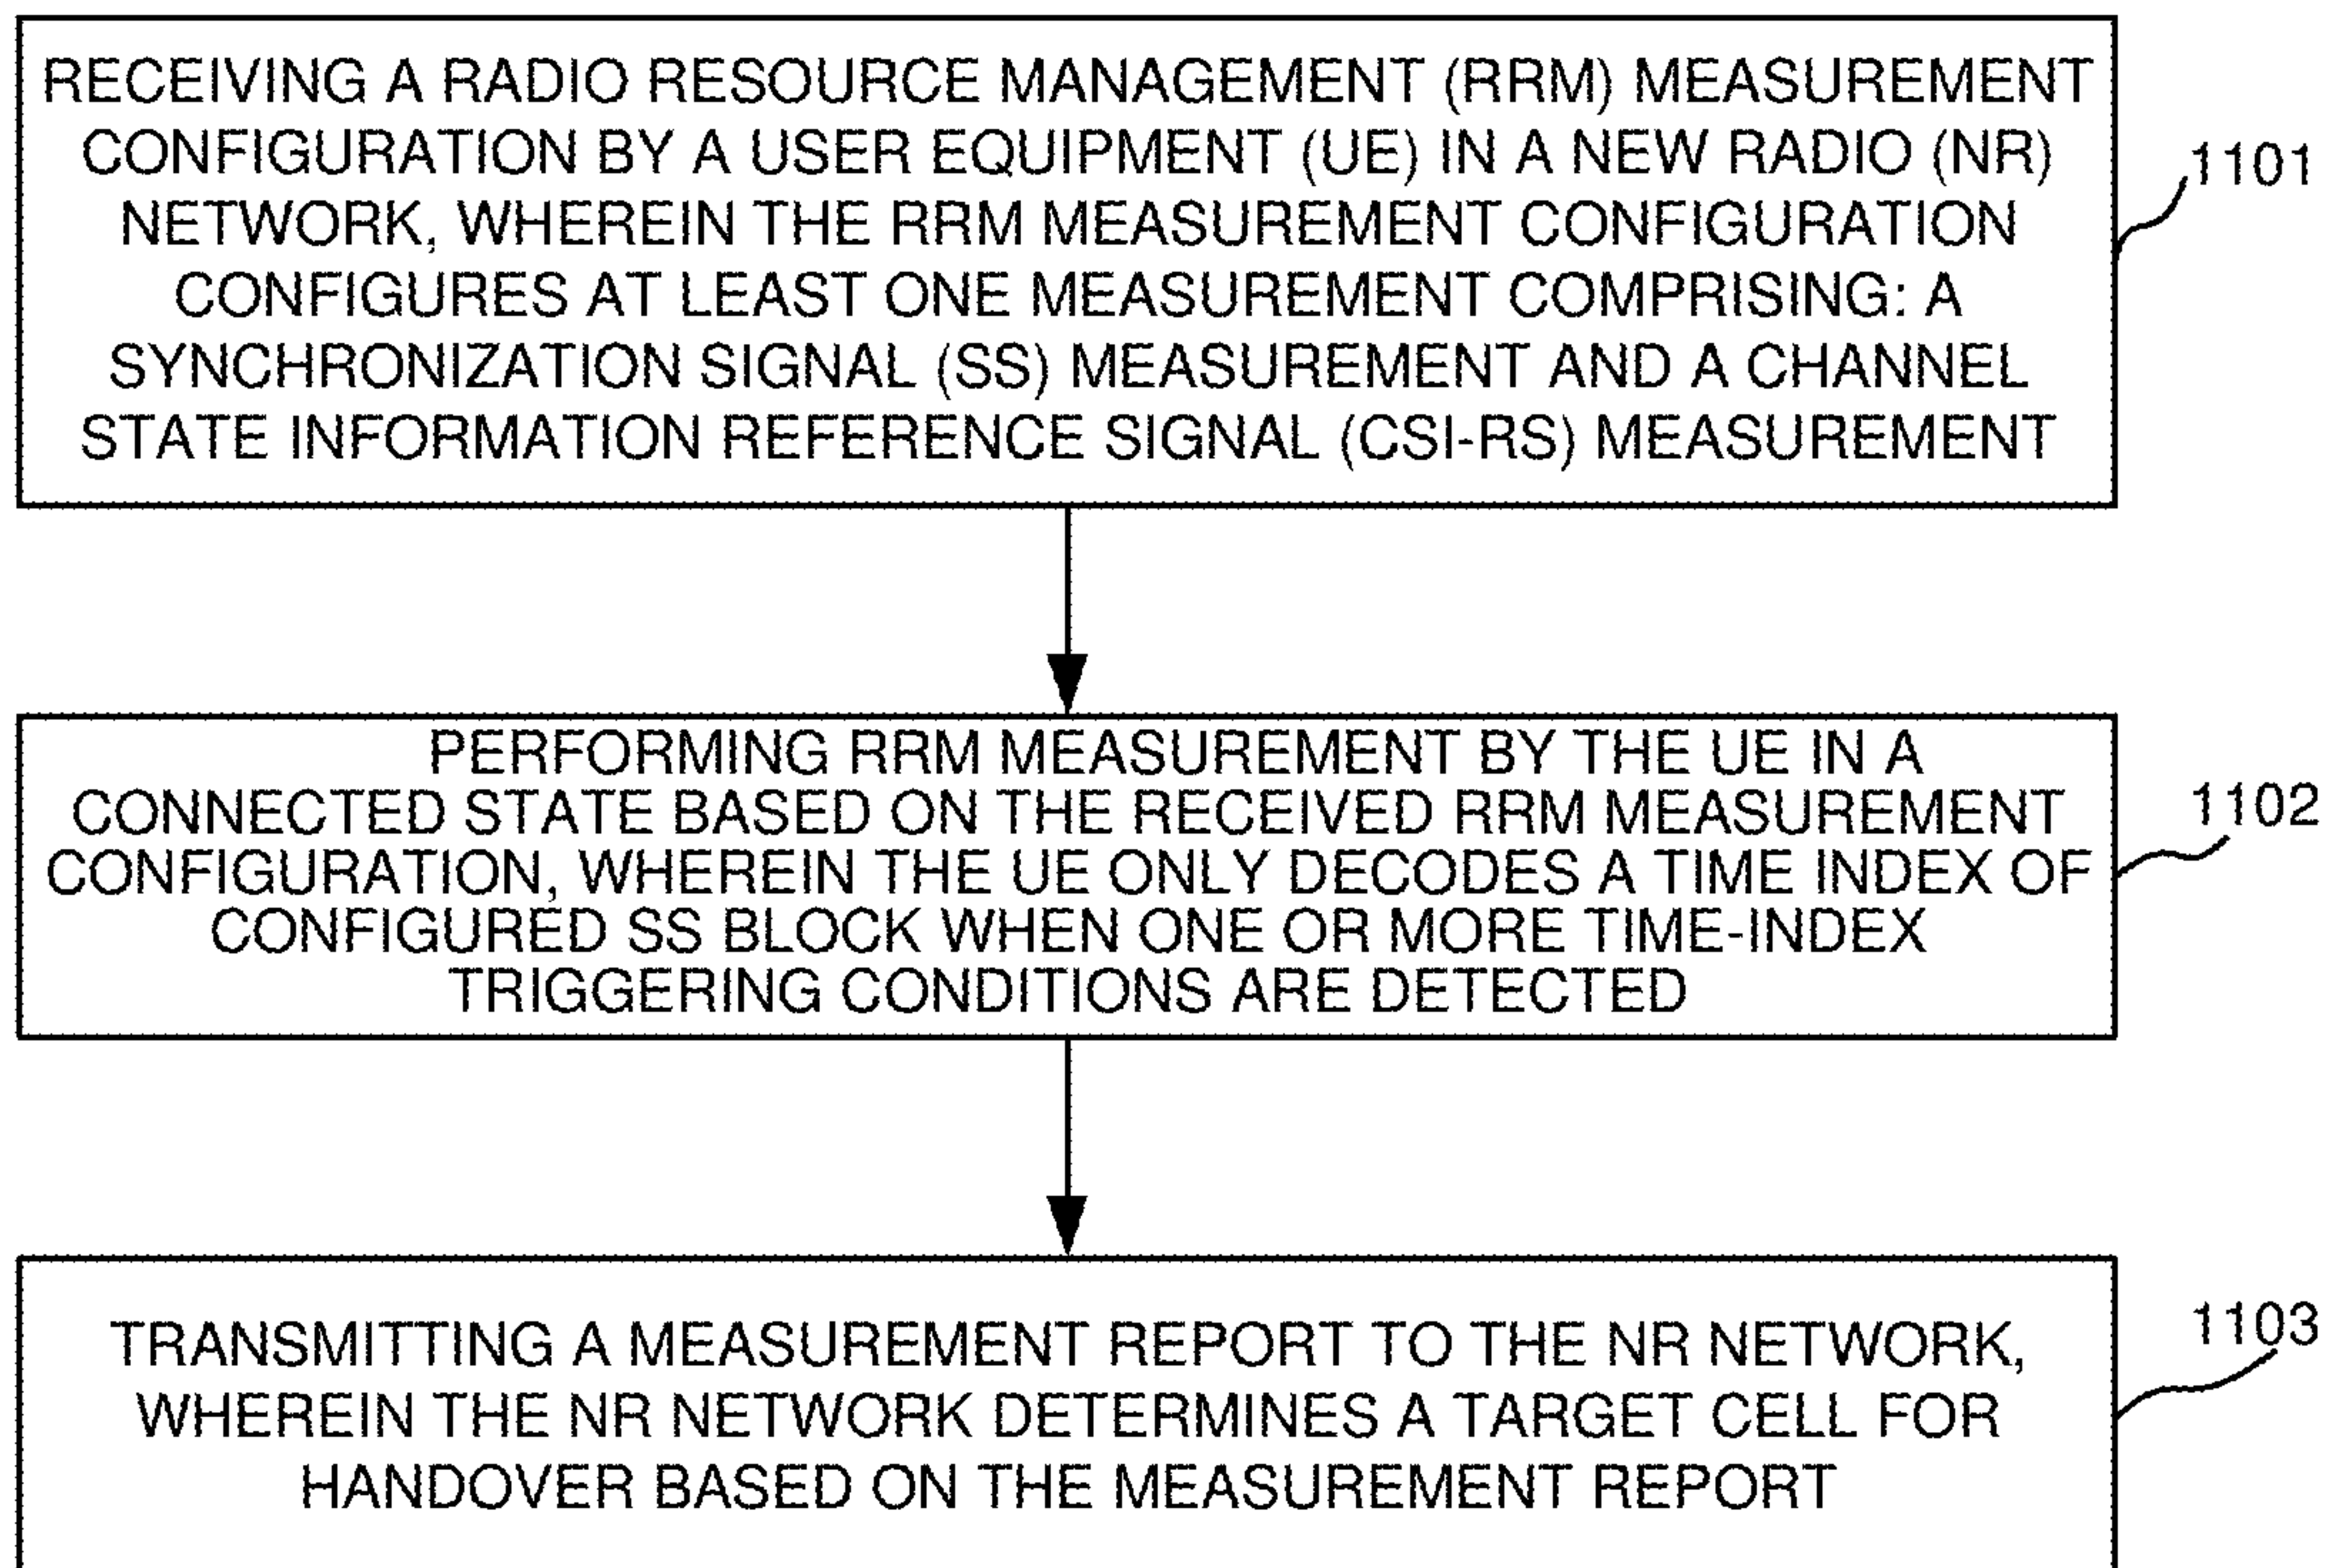 RECEIVING A RADIO RESOURCE MANAGEMENT (RRM) MEASUREMENT
CONFIGURATION BY A USER EQUIPMENT (UE) IN A NEW RADIO (NR)
NETWORK, WHEREIN THE RRM MEASUREMENT CONFIGURATION
CONFIGURES AT LEAST ONE MEASUREMENT COMPRISING: A
SYNCHRONIZATION SIGNAL (SS) MEASUREMENT AND A CHANNEL
STATE INFORMATION REFERENCE SIGNAL (CSI-RS) MEASUREMENT
1101
PERFORMING RRM MEASUREMENT BY THE UE IN A
CONNECTED STATE BASED ON THE RECEIVED RRM MEASUREMENT
CONFIGURATION, WHEREIN THE UE ONLY DECODES A TIME INDEX OF
CONFIGURED SS BLOCK WHEN ONE OR MORE TIME-INDEX
TRIGGERING CONDITIONS ARE DETECTED
1102
TRANSMITTING A MEASUREMENT REPORT TO THE NR NETWORK,
WHEREIN THE NR NETWORK DETERMINES A TARGET CELL FOR
HANDOVER BASED ON THE MEASUREMENT REPORT
1103